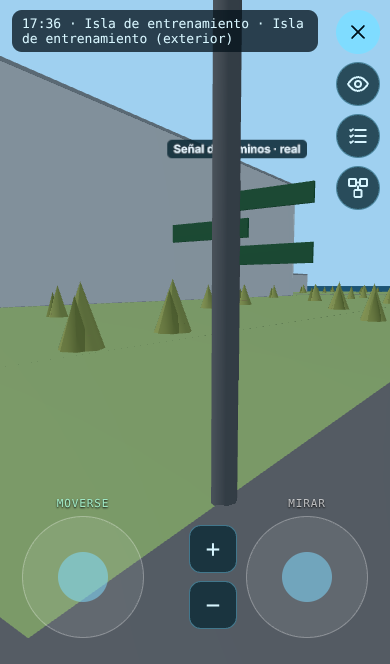 17:36 · Isla de entrenamiento · Isla
de entrenamiento (exterior)
Señal d minos · real
MOVERSE
MIRAR
+
−